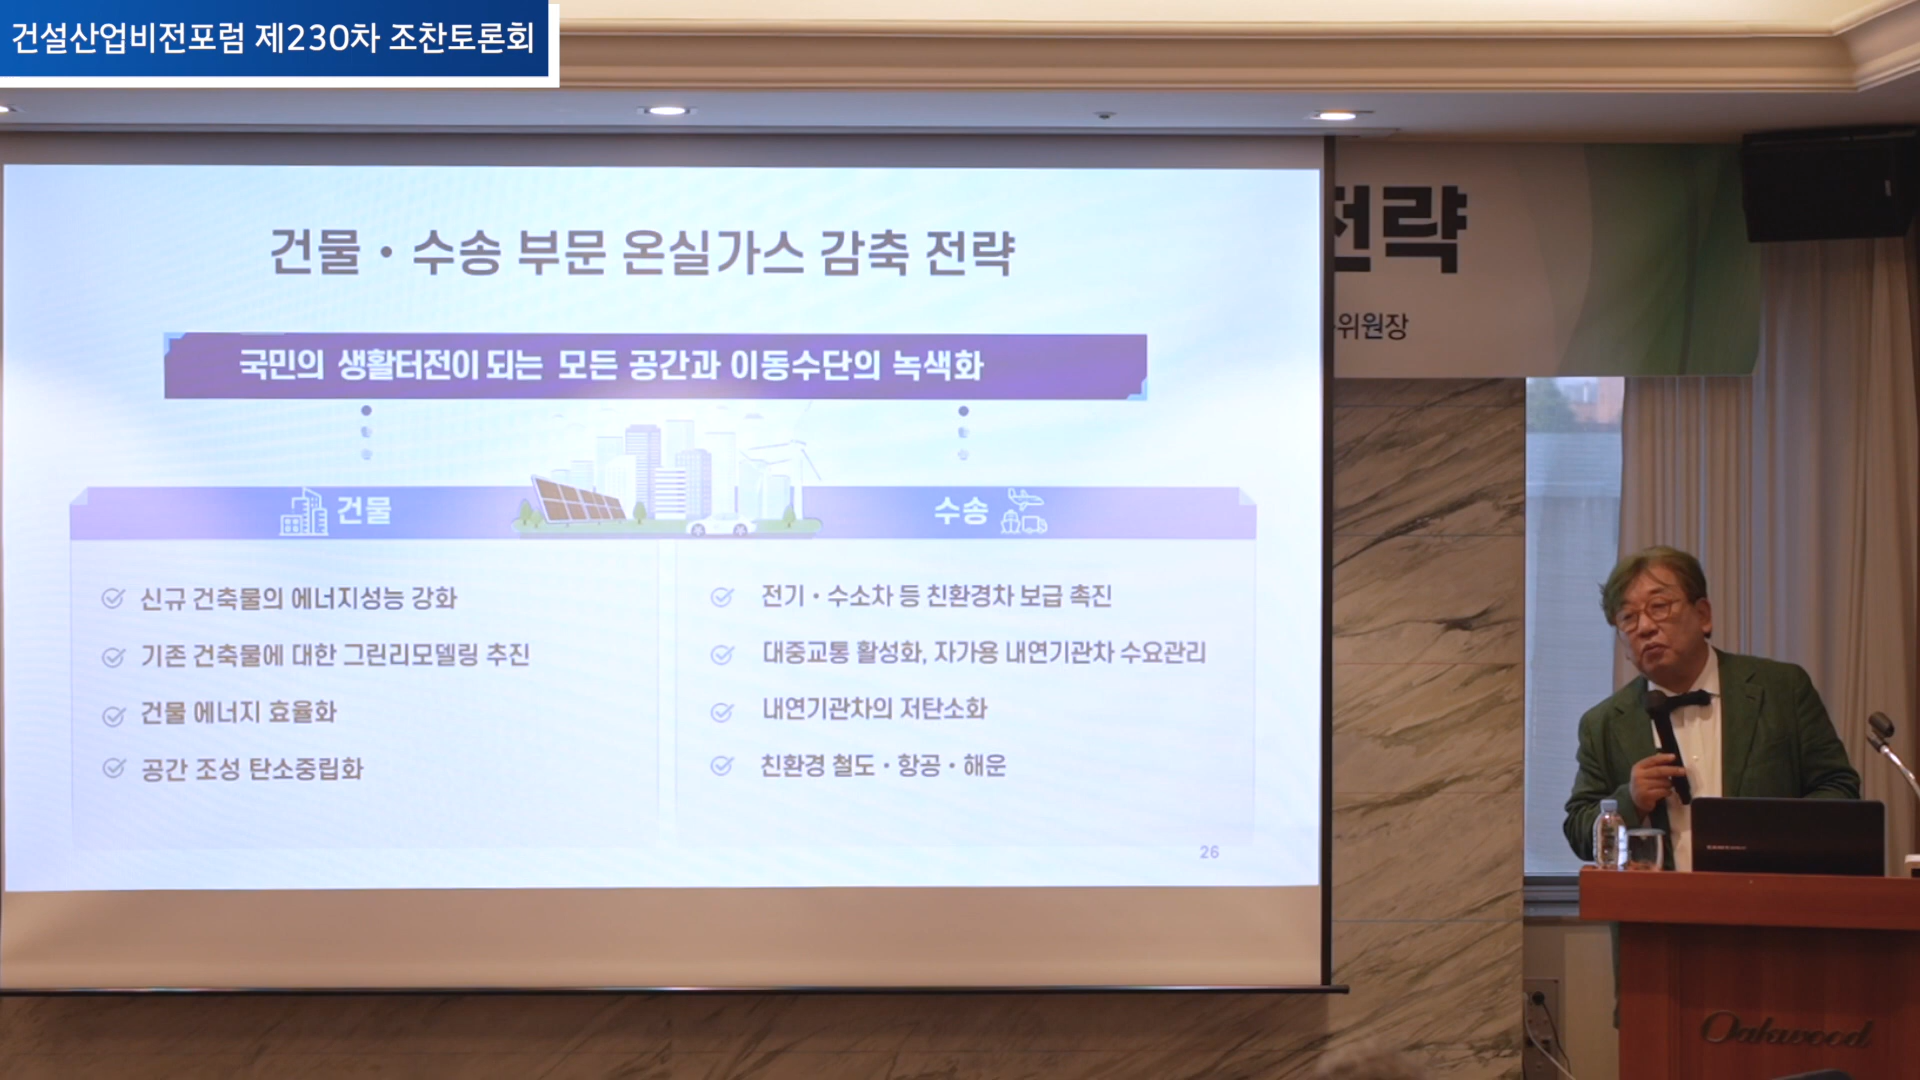 건설산업비전포럼 제230차 조찬토론회
전략
위원장
건물・수송 부문 온실가스 감축 전략
국민의 생활터전이 되는 모든 공간과 이동수단의 녹색화
건물
신규 건축물의 에너지성능 강화
기존 건축물에 대한 그린리모델링 추진
건물 에너지 효율화
공간 조성 탄소중립화
수송
전기・수소차 등 친환경차 보급 촉진
대중교통 활성화, 자가용 내연기관차 수요관리
내연기관차의 저탄소화
친환경 철도・항공・해운
26
Oakwood